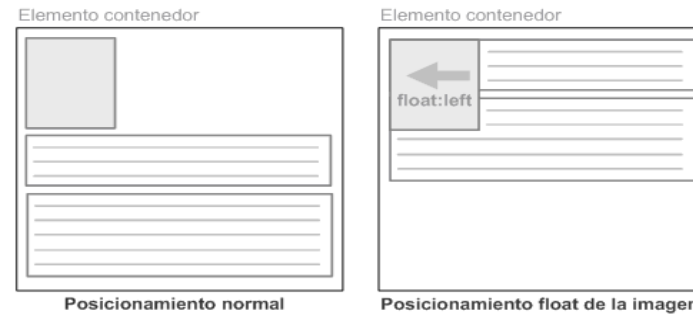 Elemento contenedor
Elemento contenedor
float:left
Posicionamiento normal
Posicionamiento float de la imagen